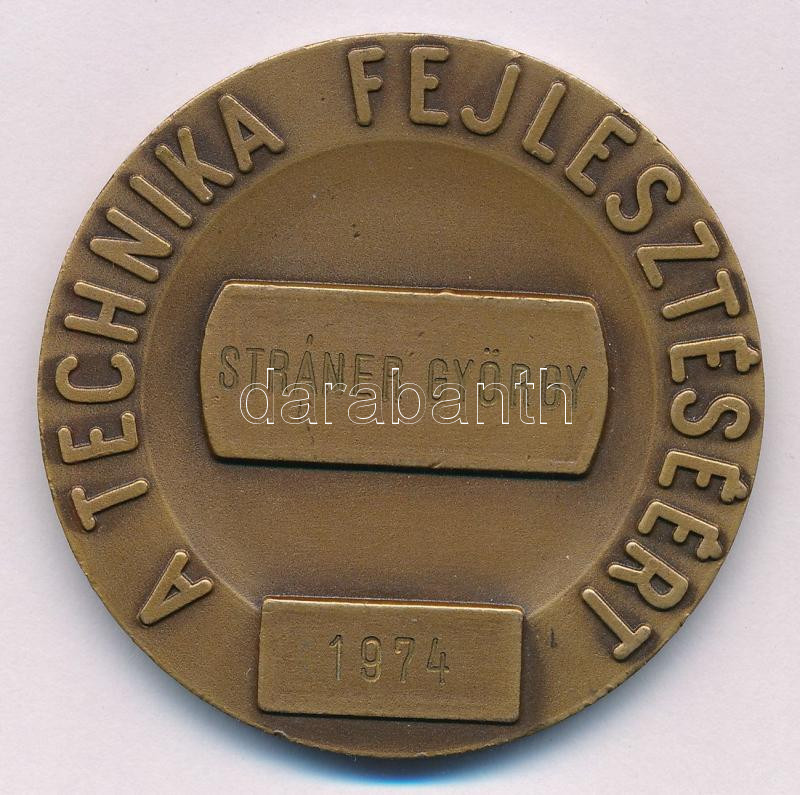 A TECHNIKA FEJLESZTÉSÉÉRT
STRÁNER GYÖRGY
darabanth
1974